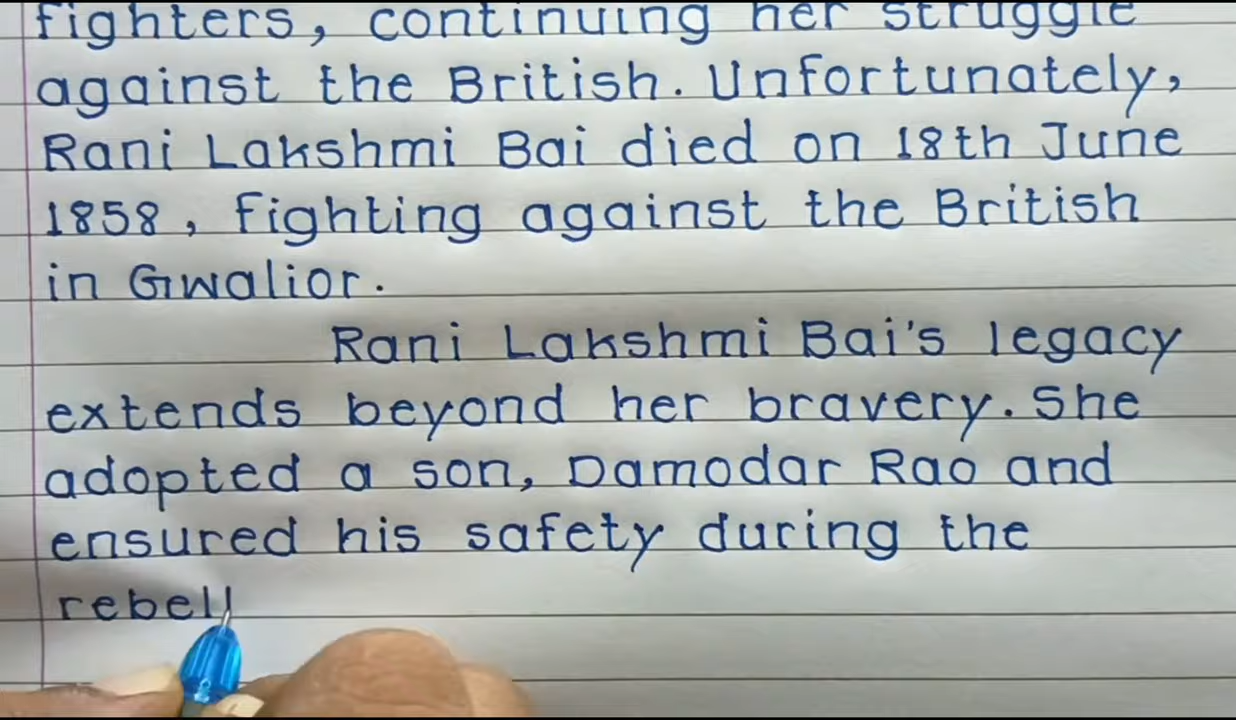 fighters, continuing her struggle
against the British. Unfortunately,
Rani Lakshmi Bai died on 18th June
1858, fighting against the British
in Gwalior.
Rani Lakshmi Bai's legacy
extends beyond her bravery. She
adopted a son, Damodar Rao and
ensured his safety during the
rebell